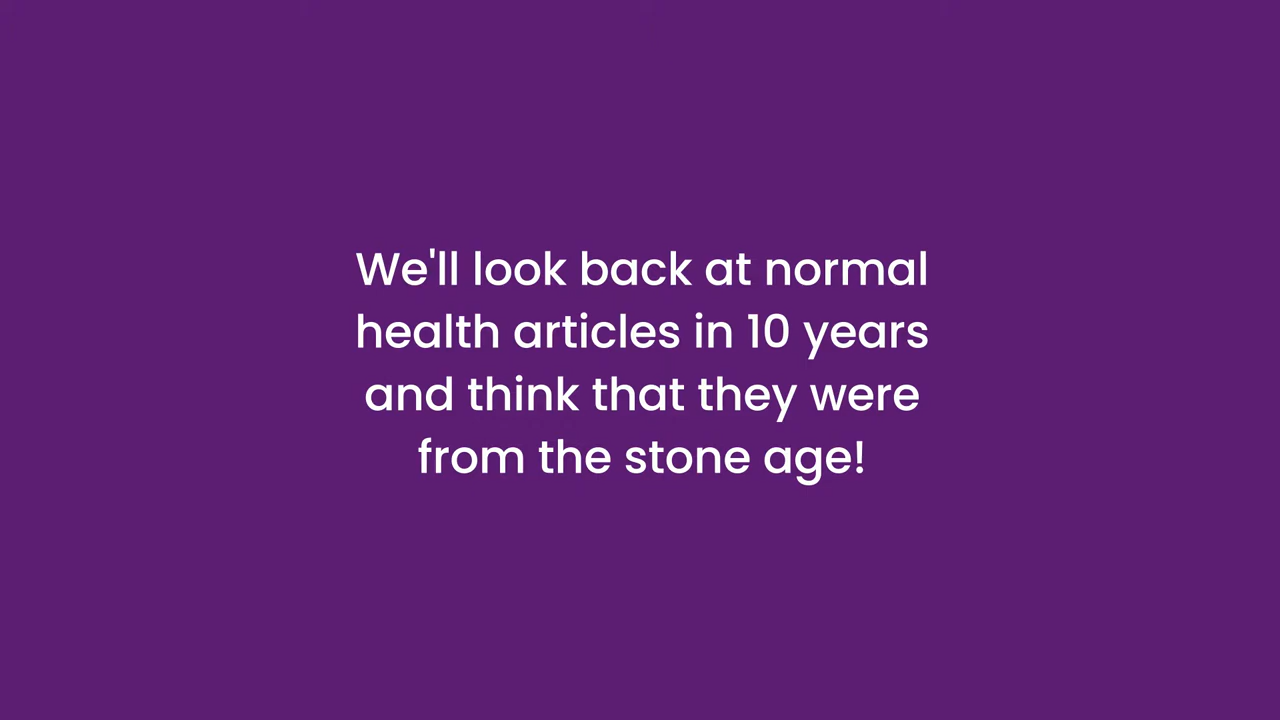 We'll look back at normal
health articles in 10 years
and think that they were
from the stone age!